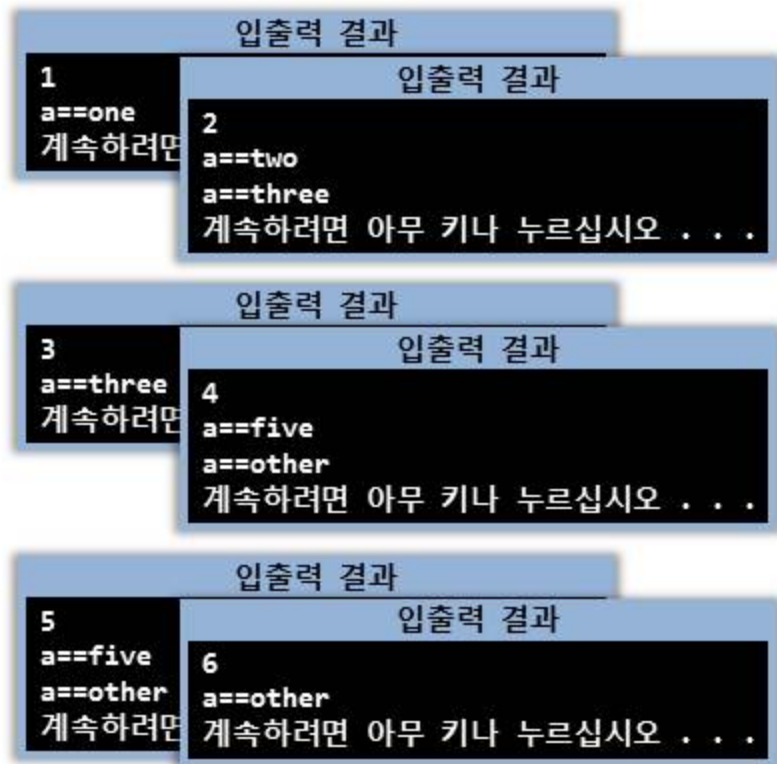 입출력 결과
1
a==one
계속하려면
입출력 결과
2
a==two
a==three
계속하려면 아무 키나 누르십시오 . . .
입출력 결과
3
a==three
계속하려면
입출력 결과
4
a==five
a==other
계속하려면 아무 키나 누르십시오 . . .
입출력 결과
5
a==five
a==other
계속하려면
입출력 결과
6
a==other
계속하려면 아무 키나 누르십시오 . . .